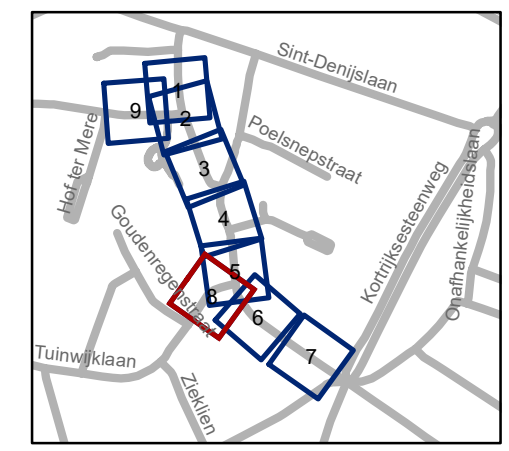 Sint-Denijslaan
1
9
2
Poelsnepstraat
Hof ter Mere
3
Kortrijksesteenweg
Onafhankelijkheidslaan
4
Goudenregenstraat
5
8
6
7
Tuinwijklaan
Zieklien